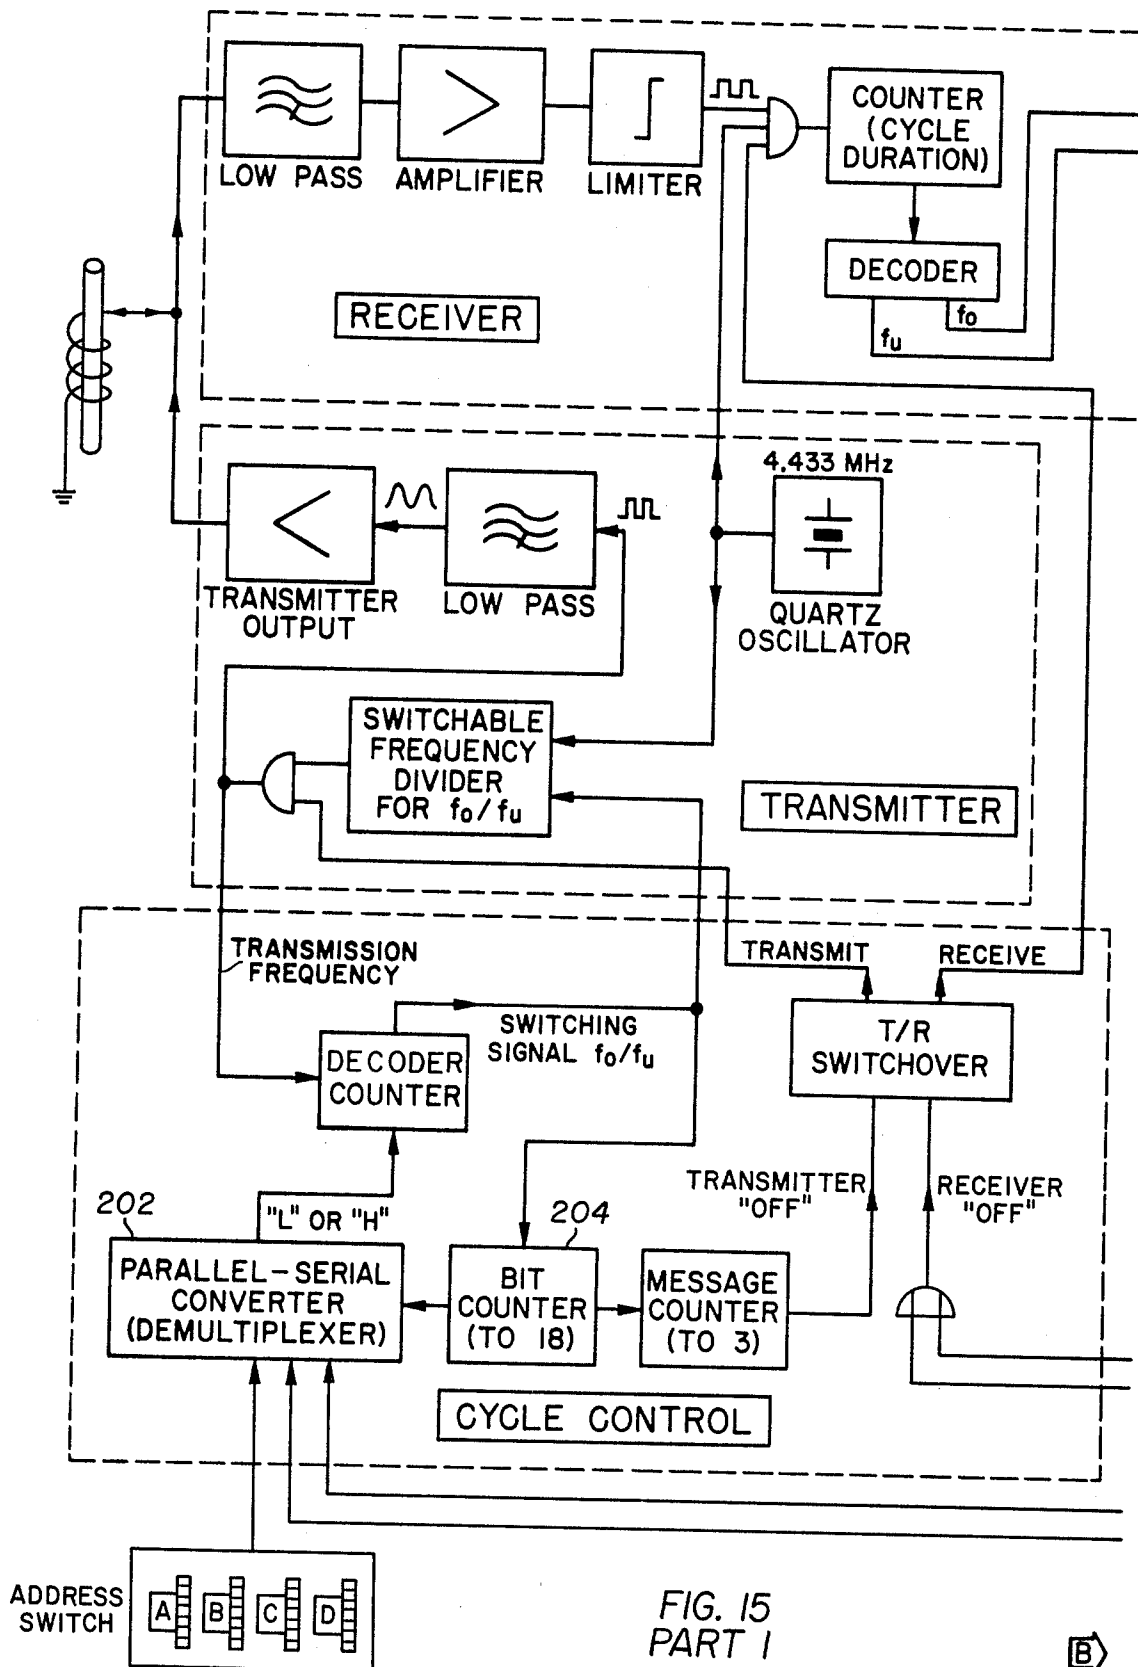 LOW PASS
AMPLIFIER
LIMITER
COUNTER
(CYCLE
DURATION)
DECODER
fo
fu
RECEIVER
4.433 MHz
QUARTZ
OSCILLATOR
TRANSMITTER
OUTPUT
LOW PASS
SWITCHABLE
FREQUENCY
DIVIDER
FOR fo/fu
TRANSMITTER
TRANSMISSION
FREQUENCY
TRANSMIT
RECEIVE
SWITCHING
SIGNAL fo/fu
T/R
SWITCHOVER
DECODER
COUNTER
TRANSMITTER
"OFF"
RECEIVER
"OFF"
202
"L" OR "H"
204
PARALLEL-SERIAL
CONVERTER
(DEMULTIPLEXER)
BIT
COUNTER
(TO 18)
MESSAGE
COUNTER
(TO 3)
CYCLE CONTROL
ADDRESS
SWITCH
A B C D
FIG. 15
PART 1
B